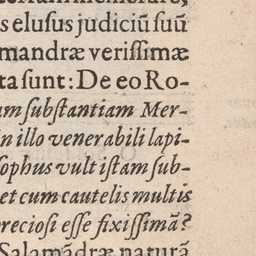 s elusus judiciũ suũ
mandræ verissimæ
ta sunt: De eo Ro-
um substantiam Mer-
in illo venerabili lapi-
sophus vult istam sub-
et cum cautelis multis
reciosi esse fixissimã?
Salamãdræ naturã